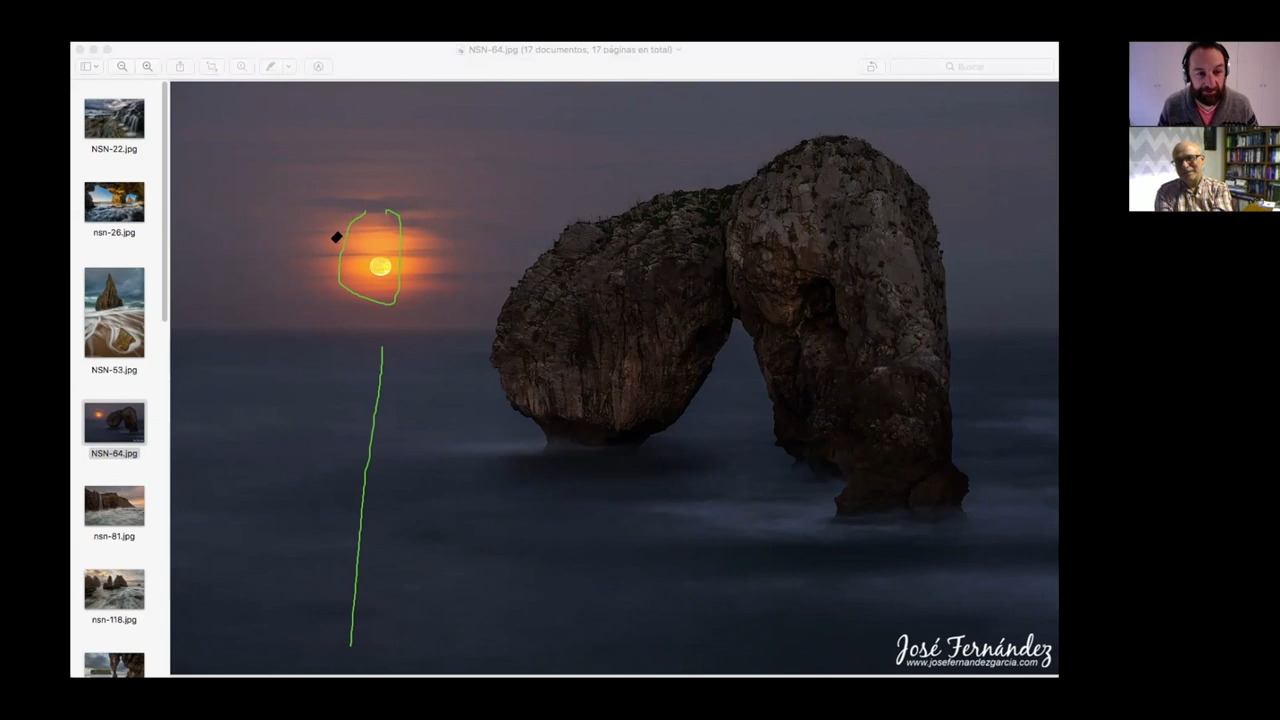 NSN-64.jpg (17 documentos, 17 páginas en total)
Buscar
NSN-22.jpg
nsn-26.jpg
NSN-53.jpg
NSN-64.jpg
nsn-81.jpg
nsn-118.jpg
José Fernández
www.josefernandezgarcia.com